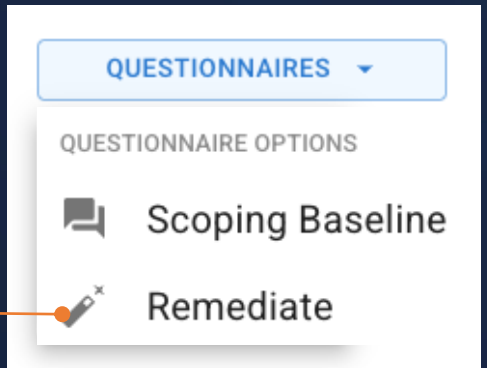 QUESTIONNAIRES
QUESTIONNAIRE OPTIONS
Scoping Baseline
Remediate